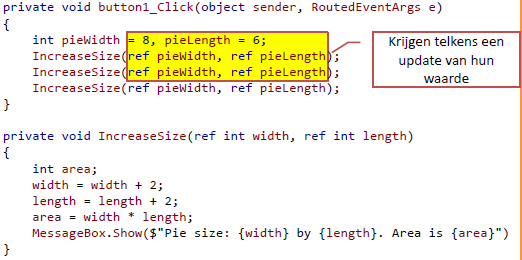 private void button1_Click(object sender, RoutedEventArgs e)
{
int pieWidth = 8, pieLength = 6;
IncreaseSize(ref pieWidth, ref pieLength);
IncreaseSize(ref pieWidth, ref pieLength);
IncreaseSize(ref pieWidth, ref pieLength);
}
Krijgen telkens een
update van hun
waarde
private void IncreaseSize(ref int width, ref int length)
{
int area;
width = width + 2;
length = length + 2;
area = width * length;
MessageBox.Show($"Pie size: {width} by {length}. Area is {area}")
}